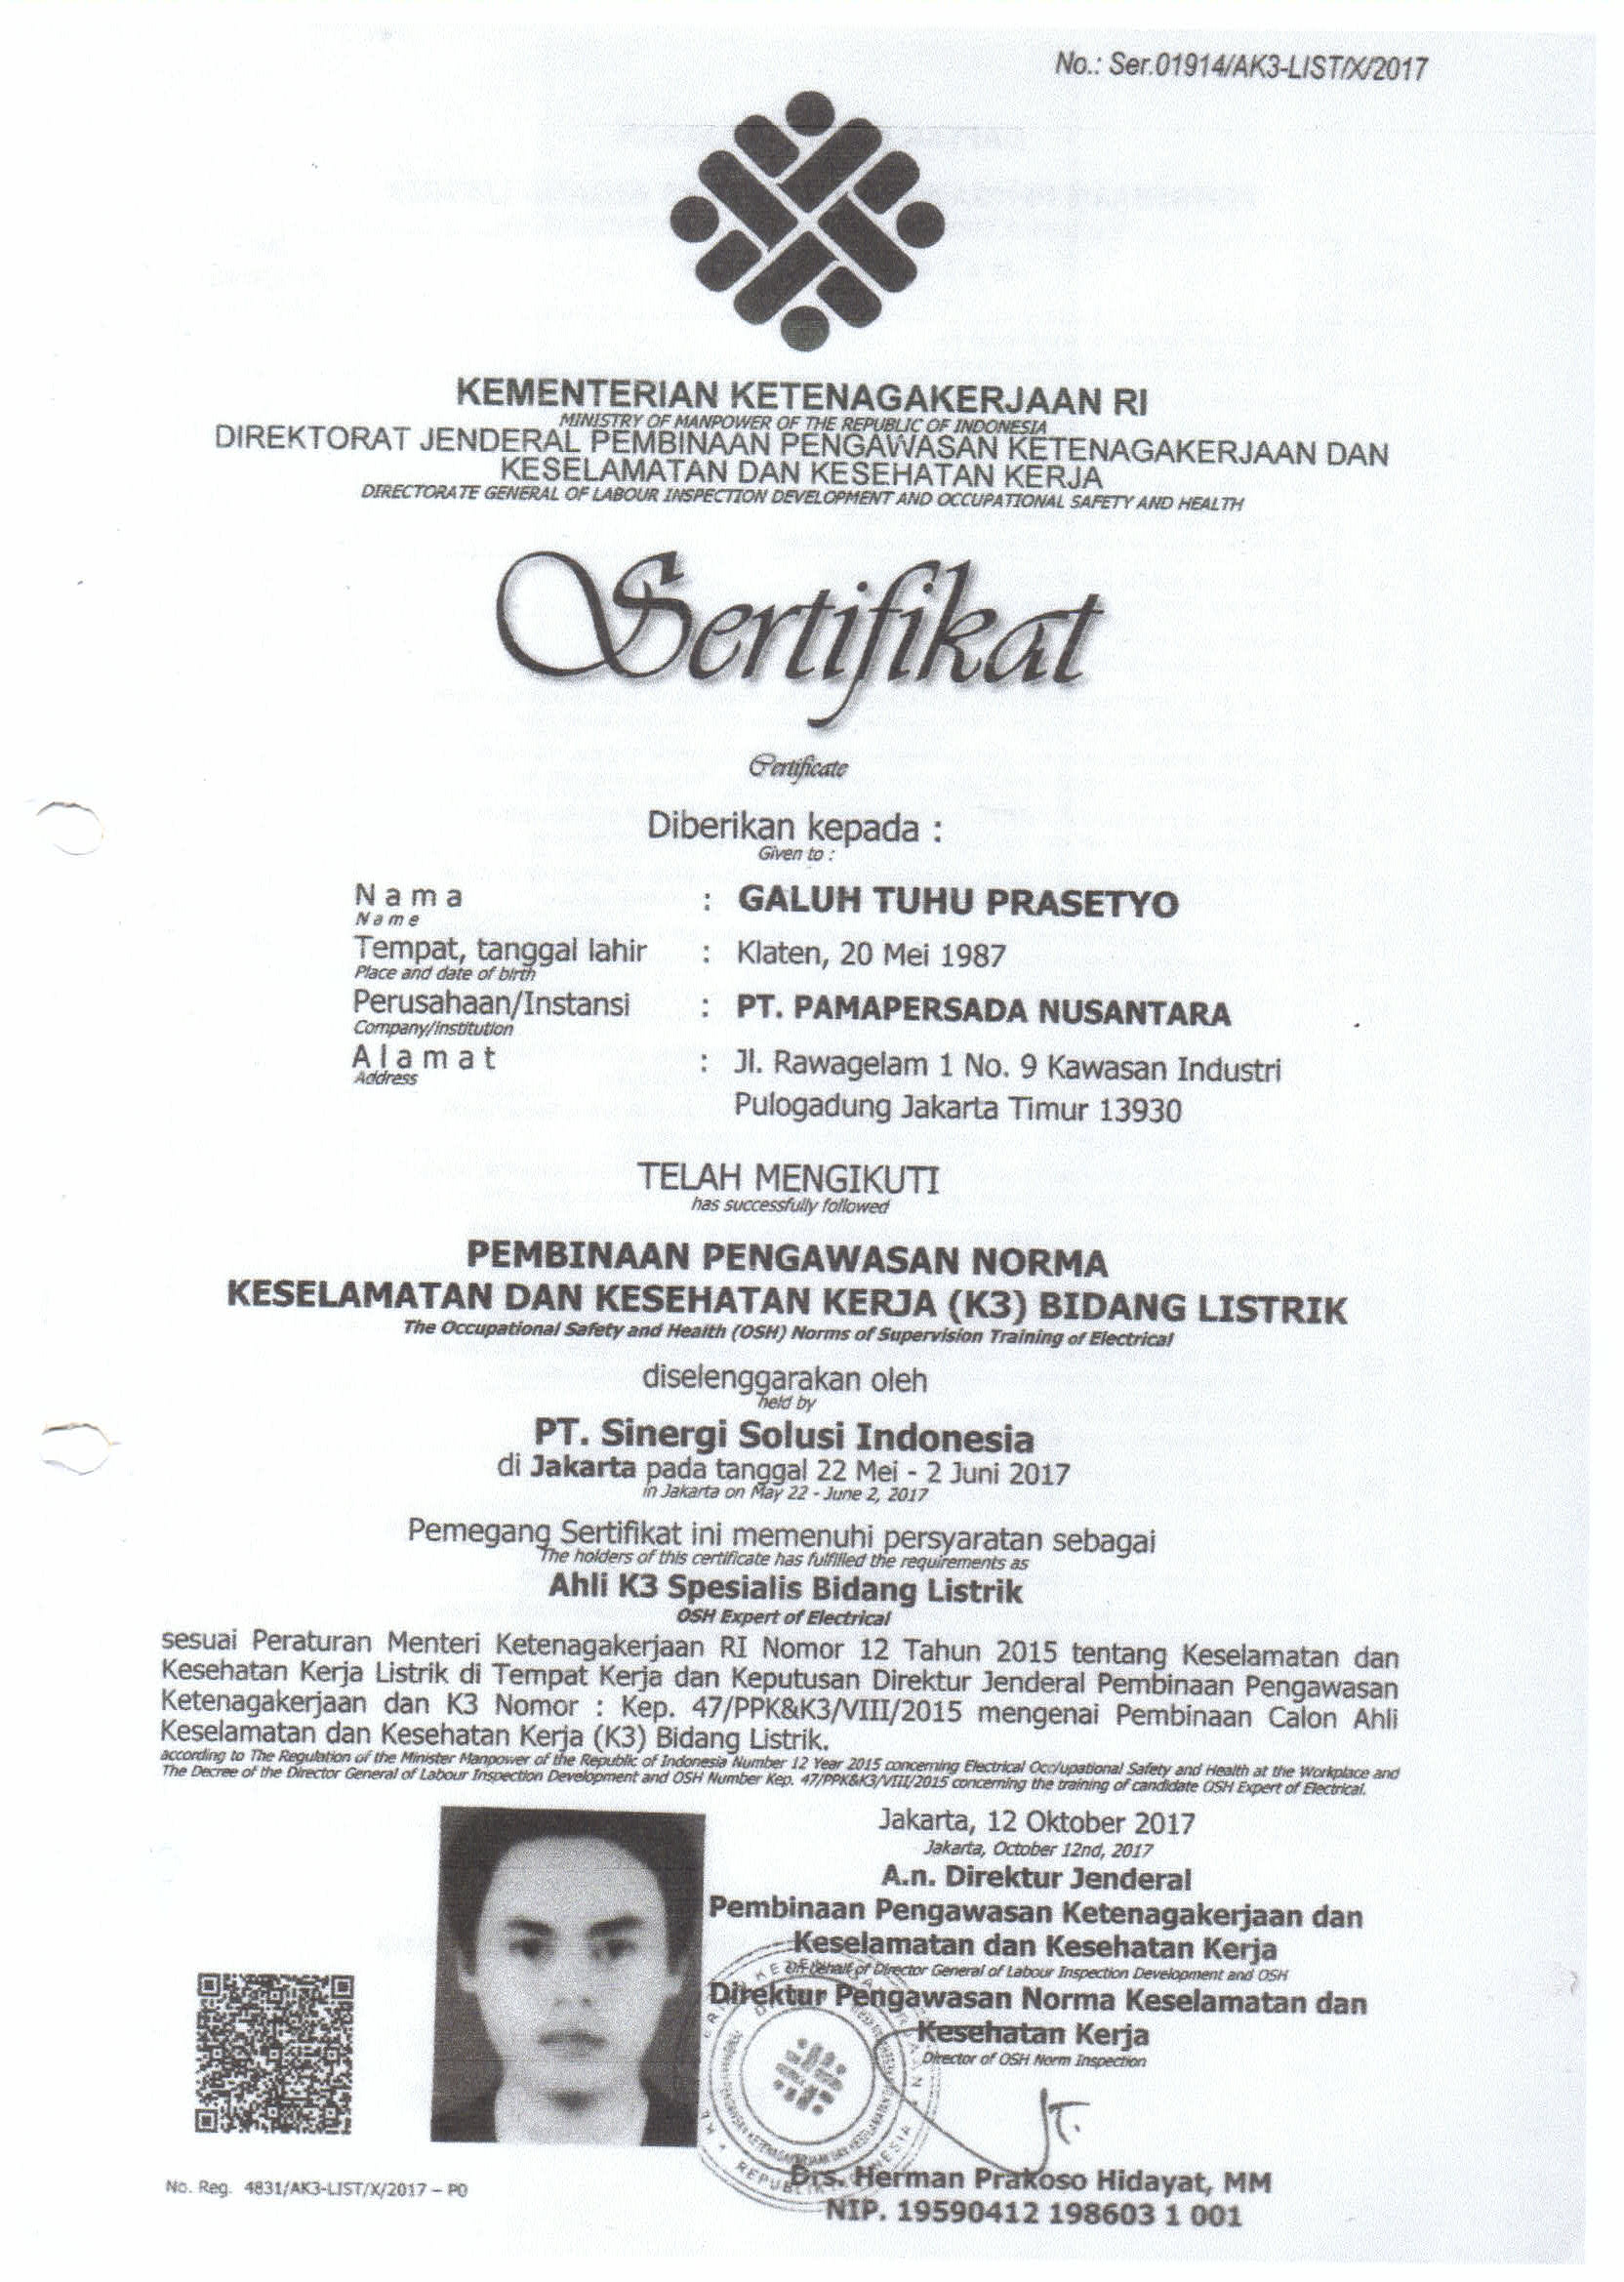 No.: Ser.01914/AK3-LIST/X/2017
KEMENTERIAN KETENAGAKERJAAN RI
MINISTRY OF MANPOWER OF THE REPUBLIC OF INDONESIA
DIREKTORAT JENDERAL PEMBINAAN PENGAWASAN KETENAGAKERJAAN DAN
KESELAMATAN DAN KESEHATAN KERJA
DIRECTORATE GENERAL OF LABOUR INSPECTION DEVELOPMENT AND OCCUPATIONAL SAFETY AND HEALTH
Sertifikat
Certificate
Diberikan kepada :
Given to :
N a m a : GALUH TUHU PRASETYO
Name
Tempat, tanggal lahir : Klaten, 20 Mei 1987
Place and date of birth
Perusahaan/Instansi : PT. PAMAPERSADA NUSANTARA
Company/institution
A l a m a t : Jl. Rawagelam 1 No. 9 Kawasan Industri
Address
Pulogadung Jakarta Timur 13930
TELAH MENGIKUTI
has successfully followed
PEMBINAAN PENGAWASAN NORMA
KESELAMATAN DAN KESEHATAN KERJA (K3) BIDANG LISTRIK
The Occupational Safety and Health (OSH) Norms of Supervision Training of Electrical
diselenggarakan oleh
held by
PT. Sinergi Solusi Indonesia
di Jakarta pada tanggal 22 Mei - 2 Juni 2017
in Jakarta on May 22 - June 2, 2017
Pemegang Sertifikat ini memenuhi persyaratan sebagai
The holders of this certificate has fulfilled the requirements as
Ahli K3 Spesialis Bidang Listrik
OSH Expert of Electrical
sesuai Peraturan Menteri Ketenagakerjaan RI Nomor 12 Tahun 2015 tentang Keselamatan dan
Kesehatan Kerja Listrik di Tempat Kerja dan Keputusan Direktur Jenderal Pembinaan Pengawasan
Ketenagakerjaan dan K3 Nomor : Kep. 47/PPK&K3/VIII/2015 mengenai Pembinaan Calon Ahli
Keselamatan dan Kesehatan Kerja (K3) Bidang Listrik.
according to The Regulation of the Minister Manpower of the Republic of Indonesia Number 12 Year 2015 concerning Electrical Occ/upational Safety and Health at the Workplace and
The Decree of the Director General of Labour Inspection Development and OSH Number Kep. 47/PPK&K3/VIII/2015 concerning the training of candidate OSH Expert of Electrical.
Jakarta, 12 Oktober 2017
Jakarta, October 12nd, 2017
A.n. Direktur Jenderal
Pembinaan Pengawasan Ketenagakerjaan dan
Keselamatan dan Kesehatan Kerja
On behalf of Director General of Labour Inspection Development and OSH
Direktur Pengawasan Norma Keselamatan dan
Kesehatan Kerja
Director of OSH Norm Inspection
Drs. Herman Prakoso Hidayat, MM
NIP. 19590412 198603 1 001
No. Reg. 4831/AK3-LIST/X/2017 – P0